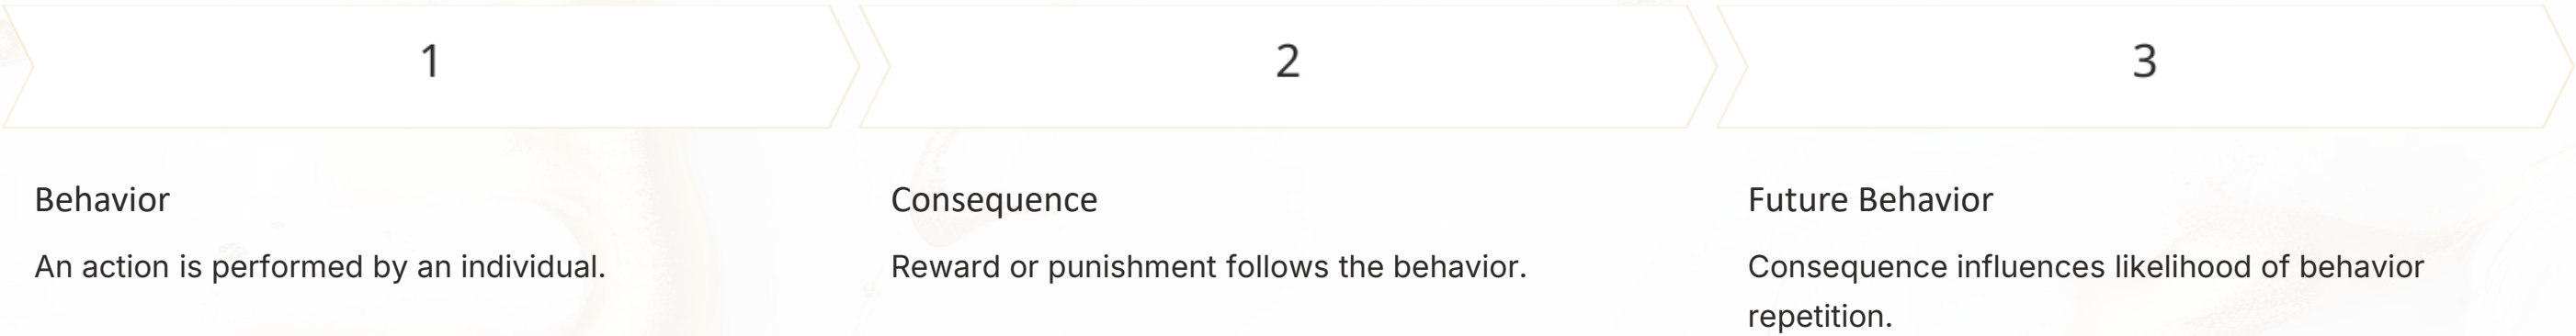 1
2
3
Behavior
An action is performed by an individual.
Consequence
Reward or punishment follows the behavior.
Future Behavior
Consequence influences likelihood of behavior
repetition.